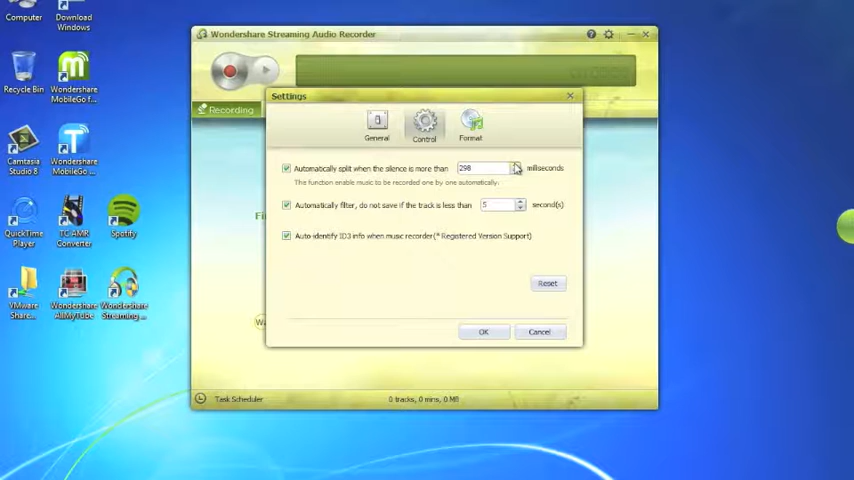 Computer
Download
Windows
Recycle Bin
Wondershare
MobileGo f...
Camtasia
Studio 8
Wondershare
MobileGo ...
QuickTime
Player
TC AMR
Converter
Spotify
VMware
Share...
Wondershare
AllMyTube
Wondershare
Streaming ...
Wondershare Streaming Audio Recorder
Recording
Settings
General
Control
Format
Automatically split when the silence is more than
298
miliseconds
The function enable music to be recorded one by one automatically.
Automatically filter, do not save if the track is less than
5
second(s)
Auto identify ID3 info when music recorder(* Registered Version Support)
Reset
OK
Cancel
Task Scheduler
0 tracks, 0 mins, 0 MB